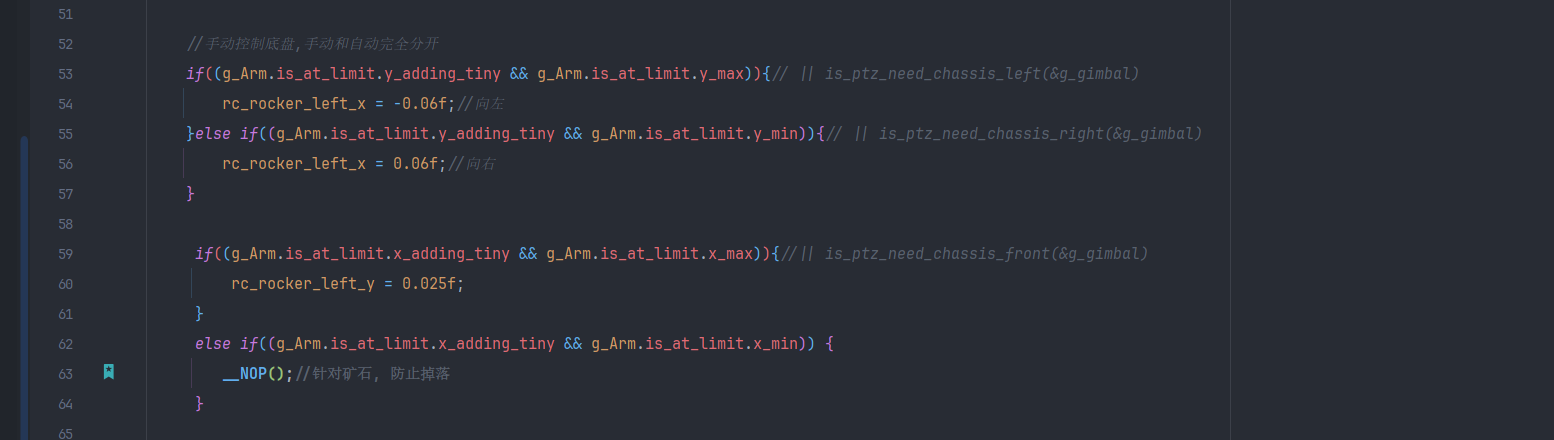 51
52 //手动控制底盘,手动和自动完全分开
53 if((g_Arm.is_at_limit.y_adding_tiny && g_Arm.is_at_limit.y_max)){// || is_ptz_need_chassis_left(&g_gimbal)
54 rc_rocker_left_x = -0.06f;//向左
55 }else if((g_Arm.is_at_limit.y_adding_tiny && g_Arm.is_at_limit.y_min)){// || is_ptz_need_chassis_right(&g_gimbal)
56 rc_rocker_left_x = 0.06f;//向右
57 }
58
59 if((g_Arm.is_at_limit.x_adding_tiny && g_Arm.is_at_limit.x_max)){//|| is_ptz_need_chassis_front(&g_gimbal)
60 rc_rocker_left_y = 0.025f;
61 }
62 else if((g_Arm.is_at_limit.x_adding_tiny && g_Arm.is_at_limit.x_min)) {
63 __NOP();//针对矿石, 防止掉落
64 }
65